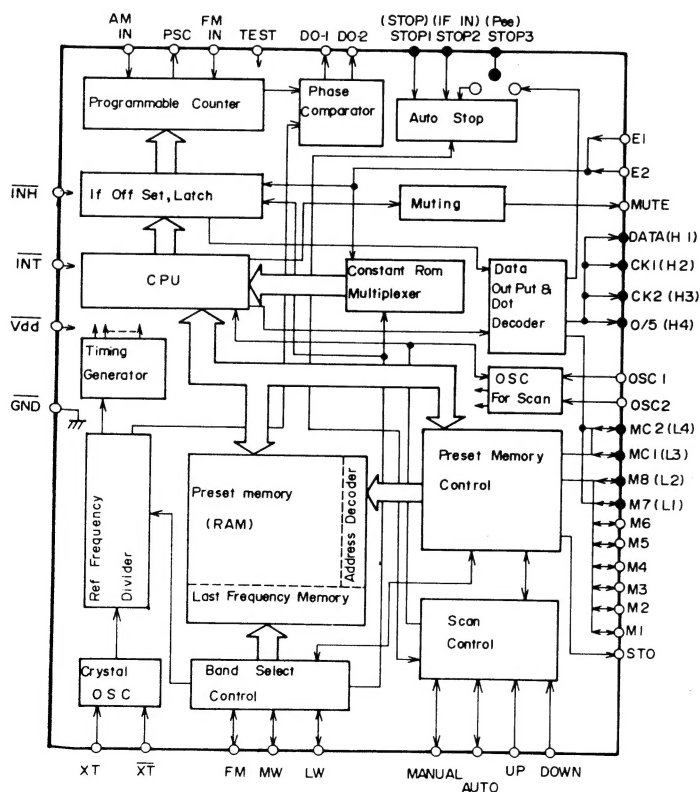 AM IN
PSC
FM IN
TEST
DO-1 DO-2
(STOP) (IF IN) (Pee)
STOP1 STOP2 STOP3
Programmable Counter
Phase Comparator
Auto Stop
E1
E2
INH
If Off Set, Latch
Muting
MUTE
DATA (H1)
INT
CPU
Constant Rom Multiplexer
Data OutPut & Dot Decoder
CK1 (H2)
CK2 (H3)
O/5 (H4)
Vdd
Timing Generator
OSC For Scan
OSC1
OSC2
GND
MC2 (L4)
MC1 (L3)
M8 (L2)
M7 (L1)
M6
M5
M4
M3
M2
M1
STO
Ref Frequency Divider
Preset memory (RAM)
Address Decoder
Last Frequency Memory
Preset Memory Control
Scan Control
Crystal OSC
Band Select Control
XT
XT
FM
MW
LW
MANUAL
AUTO
UP
DOWN